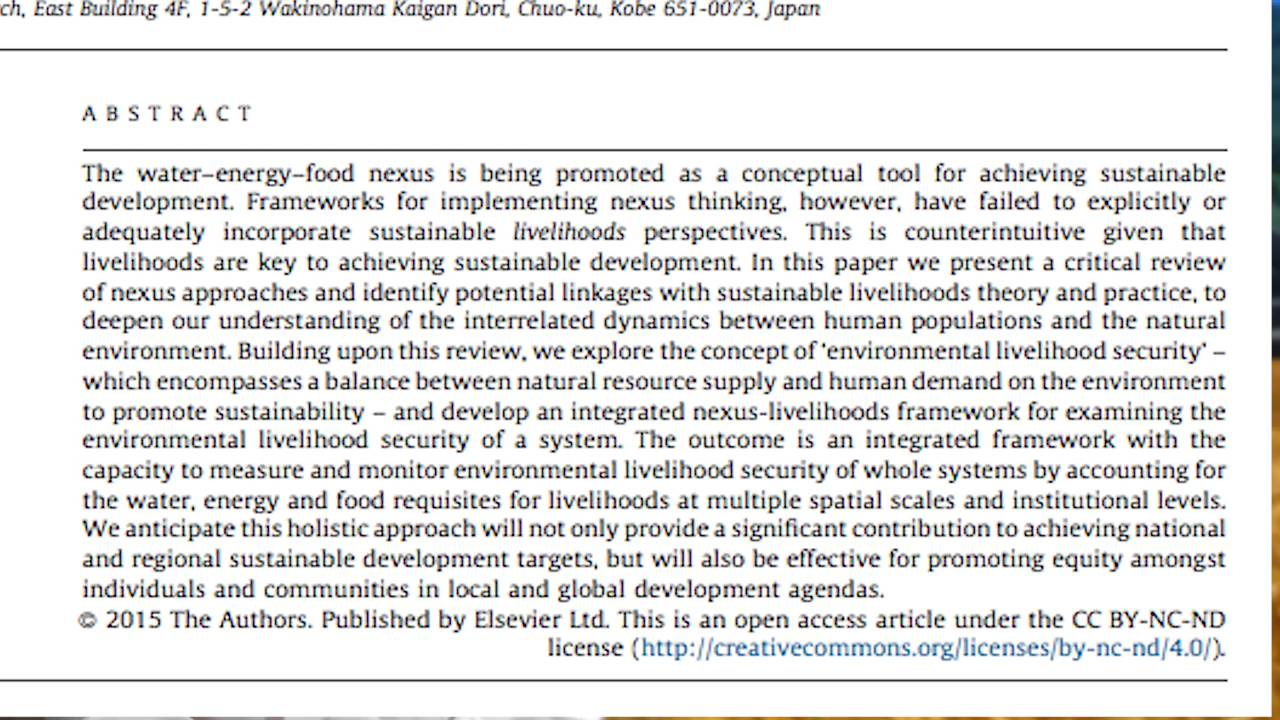 ch, East Building 4F, 1-5-2 Wakinohama Kaigan Dori, Chuo-ku, Kobe 651-0073, Japan
ABSTRACT
The water–energy–food nexus is being promoted as a conceptual tool for achieving sustainable
development. Frameworks for implementing nexus thinking, however, have failed to explicitly or
adequately incorporate sustainable livelihoods perspectives. This is counterintuitive given that
livelihoods are key to achieving sustainable development. In this paper we present a critical review
of nexus approaches and identify potential linkages with sustainable livelihoods theory and practice, to
deepen our understanding of the interrelated dynamics between human populations and the natural
environment. Building upon this review, we explore the concept of 'environmental livelihood security' –
which encompasses a balance between natural resource supply and human demand on the environment
to promote sustainability – and develop an integrated nexus-livelihoods framework for examining the
environmental livelihood security of a system. The outcome is an integrated framework with the
capacity to measure and monitor environmental livelihood security of whole systems by accounting for
the water, energy and food requisites for livelihoods at multiple spatial scales and institutional levels.
We anticipate this holistic approach will not only provide a significant contribution to achieving national
and regional sustainable development targets, but will also be effective for promoting equity amongst
individuals and communities in local and global development agendas.
© 2015 The Authors. Published by Elsevier Ltd. This is an open access article under the CC BY-NC-ND
license (http://creativecommons.org/licenses/by-nc-nd/4.0/).